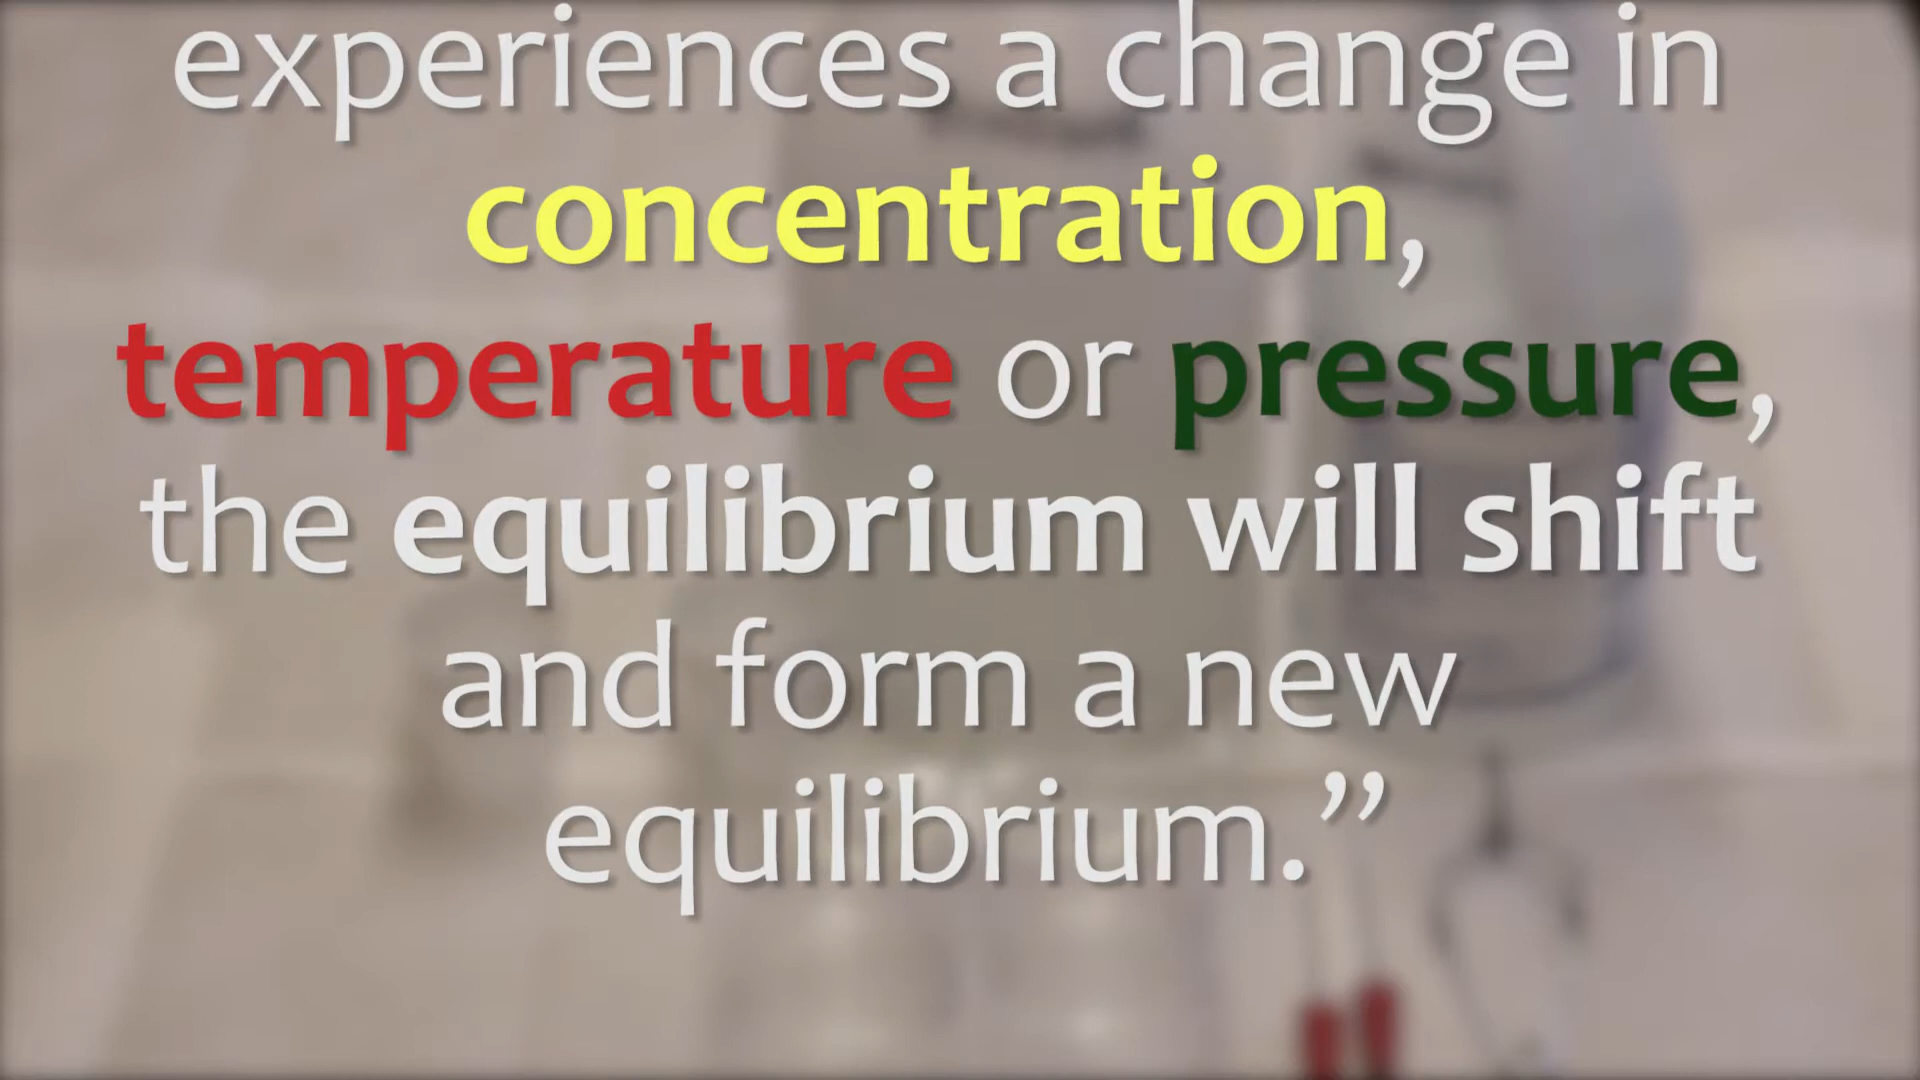 experiences a change in
concentration,
temperature or pressure,
the equilibrium will shift
and form a new
equilibrium.”